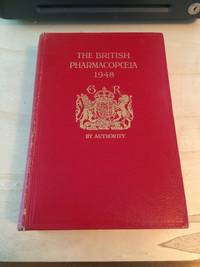 THE BRITISH
PHARMACOPŒIA
1948
G R
BY AUTHORITY